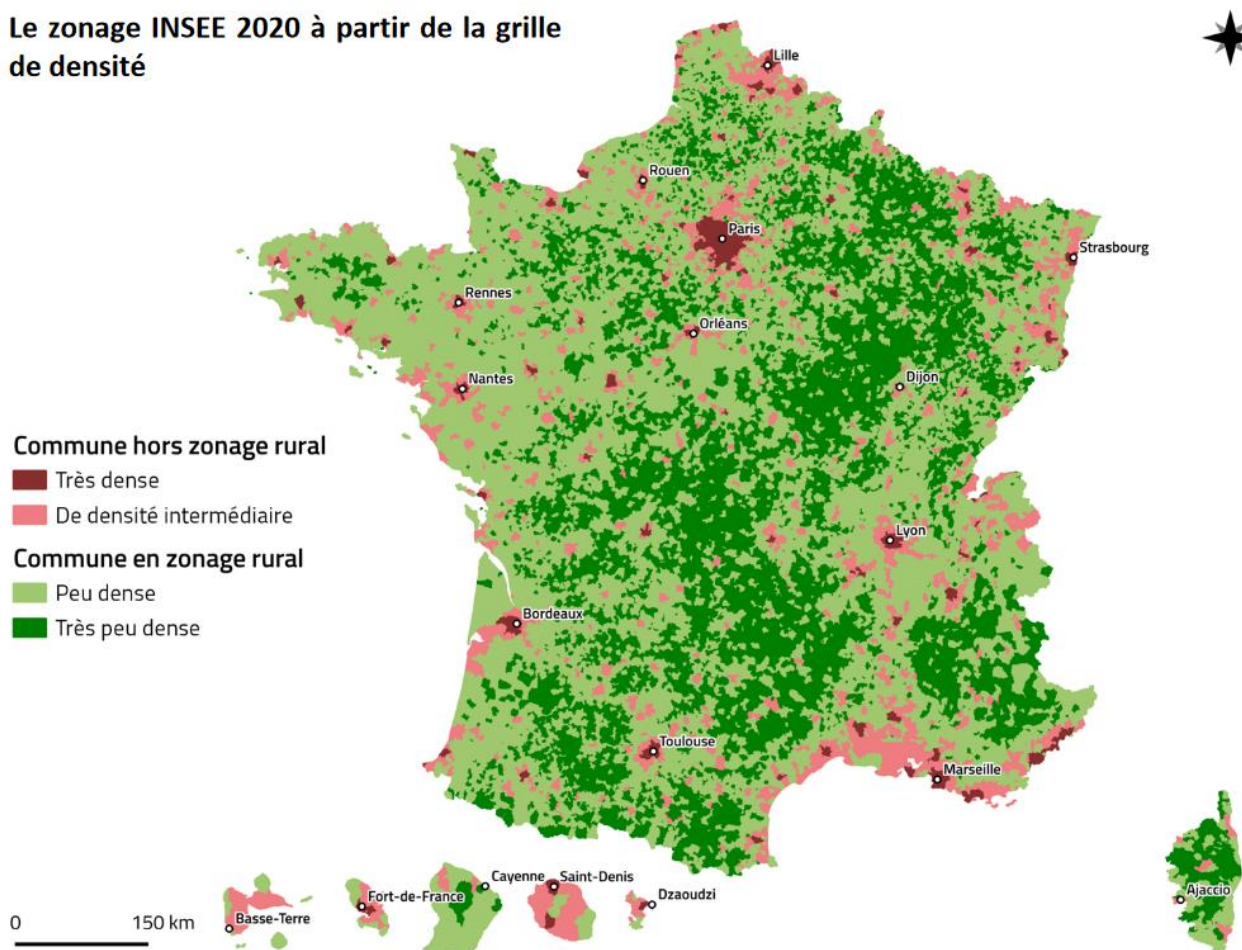 Le zonage INSEE 2020 à partir de la grille
de densité
Lille
Rouen
Paris
Strasbourg
Rennes
Orléans
Nantes
Dijon
Commune hors zonage rural
Très dense
De densité intermédiaire
Commune en zonage rural
Peu dense
Très peu dense
Lyon
Bordeaux
Toulouse
Marseille
Cayenne
Saint-Denis
Dzaoudzi
Fort-de-France
Ajaccio
Basse-Terre
0 150 km